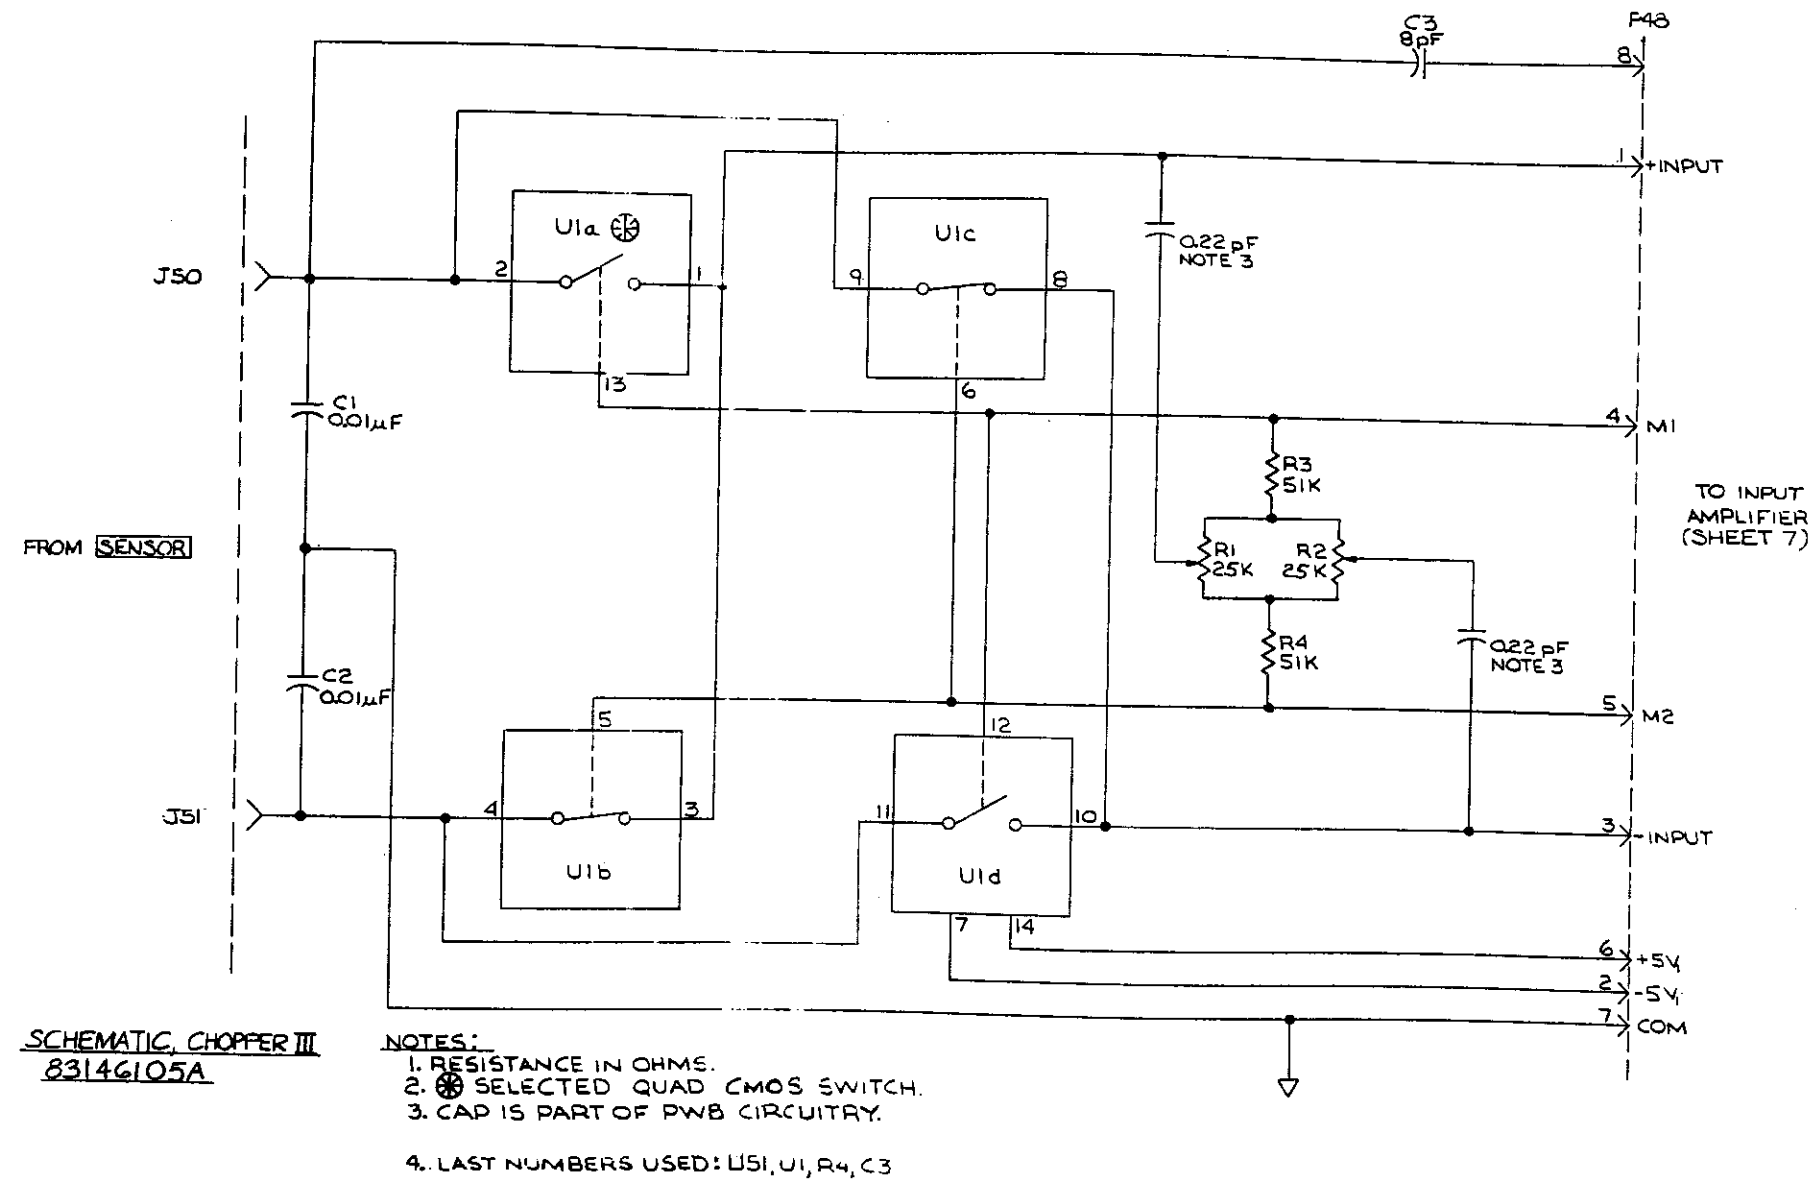 C3
8pF
P48
8
1
+INPUT
U1a
U1c
0.22pF
NOTE 3
J50
2
1
9
8
13
6
C1
0.01µF
4
M1
R3
51K
TO INPUT
AMPLIFIER
(SHEET 7)
FROM SENSOR
R1
25K
R2
25K
R4
51K
0.22pF
NOTE 3
C2
0.01µF
5
12
5
M2
J51
4
3
11
10
3
-INPUT
U1b
U1d
7
14
6
+5V1
2
-5V1
7
COM
SCHEMATIC, CHOPPER III
83146105A
NOTES:
1. RESISTANCE IN OHMS.
2. SELECTED QUAD CMOS SWITCH.
3. CAP IS PART OF PWB CIRCUITRY.
4. LAST NUMBERS USED: J51, U1, R4, C3